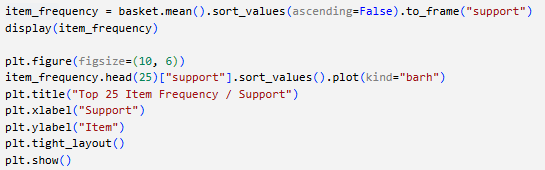 item_frequency = basket.mean().sort_values(ascending=False).to_frame("support")
display(item_frequency)

plt.figure(figsize=(10, 6))
item_frequency.head(25)["support"].sort_values().plot(kind="barh")
plt.title("Top 25 Item Frequency / Support")
plt.xlabel("Support")
plt.ylabel("Item")
plt.tight_layout()
plt.show()